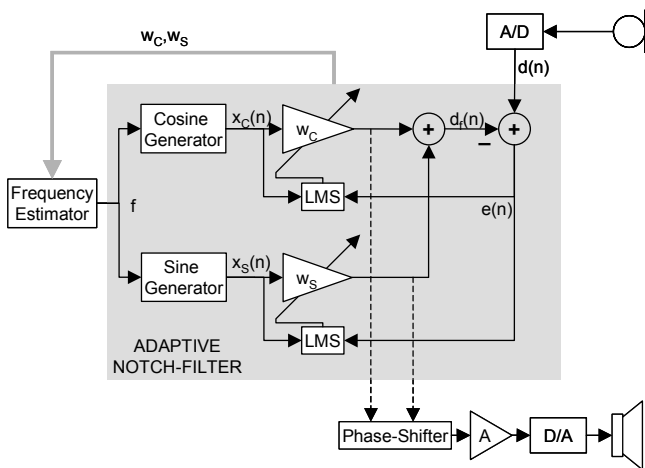 w_C,w_S
A/D
d(n)
Cosine
Generator
x_C(n)
w_C
+
d_f(n)
−
+
LMS
e(n)
Frequency
Estimator
f
Sine
Generator
x_S(n)
w_S
LMS
ADAPTIVE
NOTCH-FILTER
Phase-Shifter
A
D/A